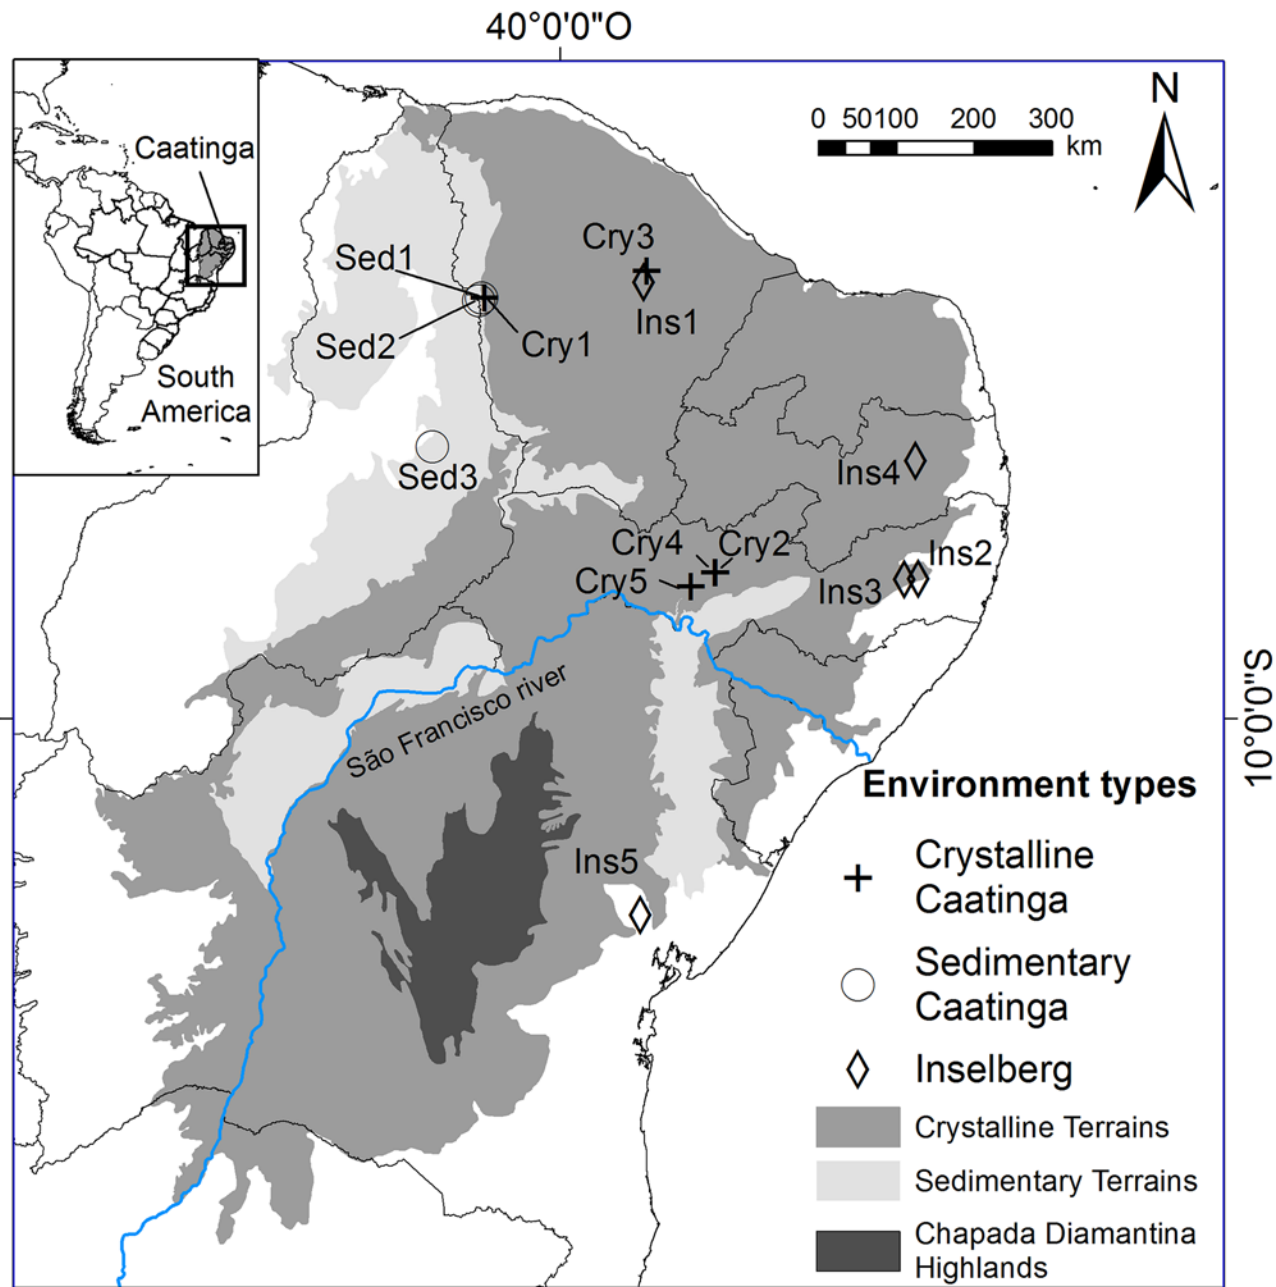 40°0'0"O
N
0 50 100 200 300
km
Caatinga
South
America
Cry3
Sed1
Ins1
Sed2
Cry1
Ins4
Sed3
Cry4
Cry2
Ins2
Cry5
Ins3
São Francisco river
10°0'0"S
Ins5
Environment types
Crystalline
Caatinga
Sedimentary
Caatinga
Inselberg
Crystalline Terrains
Sedimentary Terrains
Chapada Diamantina
Highlands